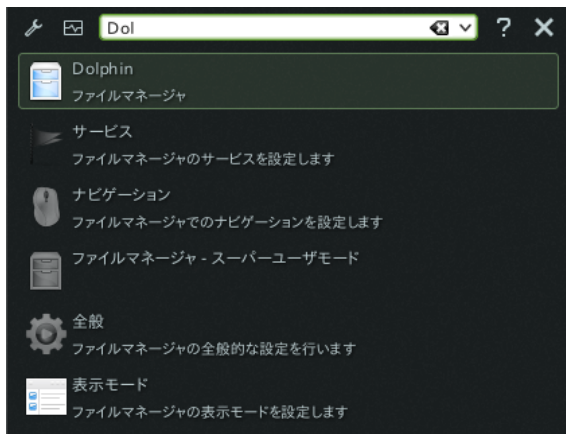 Dol
Dolphin
ファイルマネージャ
サービス
ファイルマネージャのサービスを設定します
ナビゲーション
ファイルマネージャでのナビゲーションを設定します
ファイルマネージャ - スーパーユーザモード
全般
ファイルマネージャの全般的な設定を行います
表示モード
ファイルマネージャの表示モードを設定します